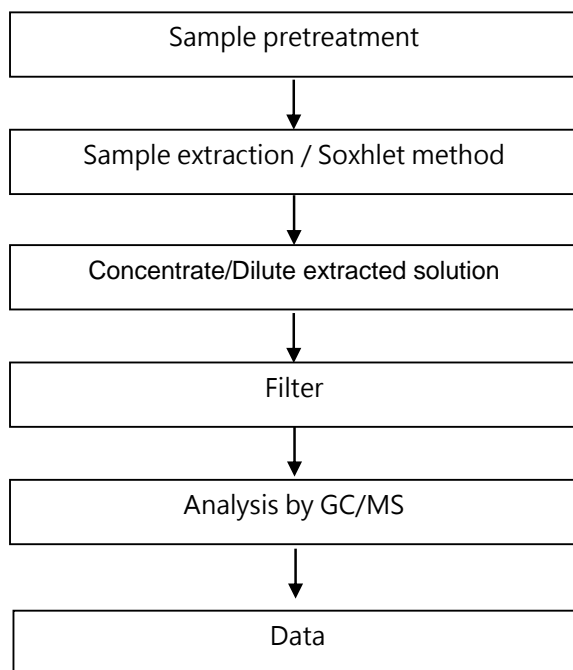 Sample pretreatment
Sample extraction / Soxhlet method
Concentrate/Dilute extracted solution
Filter
Analysis by GC/MS
Data